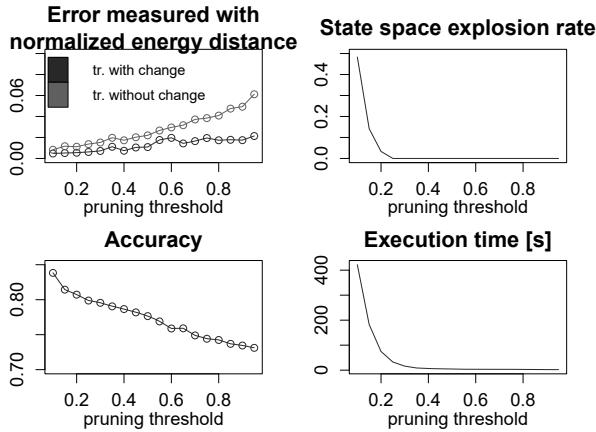 Error measured with
normalized energy distance
tr. with change
tr. without change
0.06
0.00
0.2 0.4 0.6 0.8
pruning threshold
State space explosion rate
0.4
0.2
0.0
0.2 0.4 0.6 0.8
pruning threshold
Accuracy
0.80
0.70
0.2 0.4 0.6 0.8
pruning threshold
Execution time [s]
400
200
0
0.2 0.4 0.6 0.8
pruning threshold